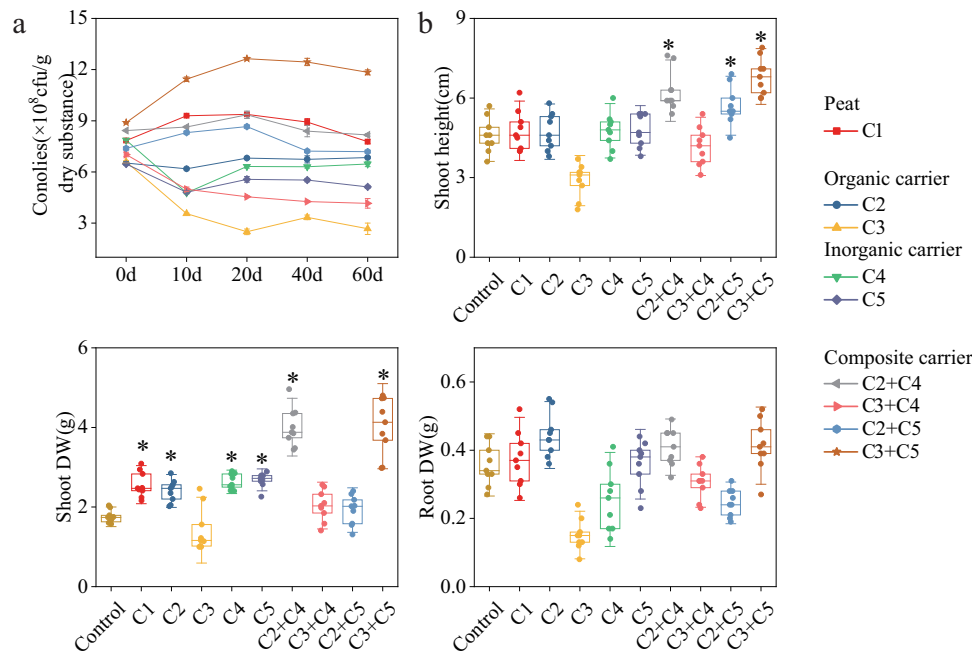 a
15
12
9
6
3
Conolies(×10⁸cfu/g
dry substance)
0d 10d 20d 40d 60d
b
9
6
3
0
Shoot height(cm)
* * *
Control C1 C2 C3 C4 C5 C2+C4 C3+C4 C2+C5 C3+C5
Peat
C1
Organic carrier
C2
C3
Inorganic carrier
C4
C5
Composite carrier
C2+C4
C3+C4
C2+C5
C3+C5
6
4
2
0
Shoot DW(g)
* * * * * *
Control C1 C2 C3 C4 C5 C2+C4 C3+C4 C2+C5 C3+C5
0.6
0.4
0.2
0.0
Root DW(g)
Control C1 C2 C3 C4 C5 C2+C4 C3+C4 C2+C5 C3+C5